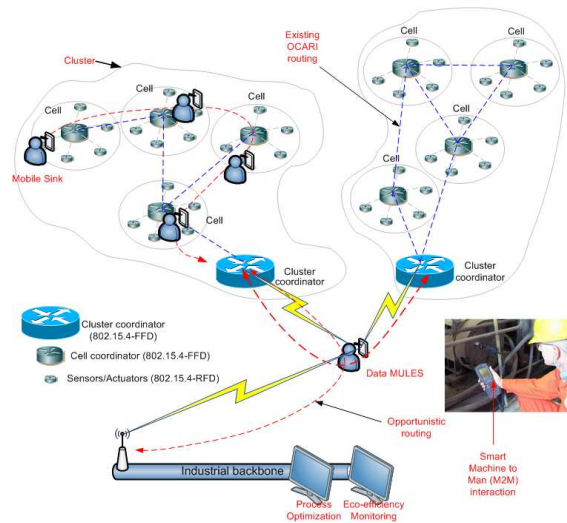 Cell
Cell
Existing
OCARI
routing
Cluster
Cell
Cell
Cell
Cell
Mobile Sink
Cell
Cell
Cluster
coordinator
Cluster
coordinator
Cluster coordinator
(802.15.4-FFD)
Cell coordinator (802.15.4-FFD)
Sensors/Actuators (802.15.4-RFD)
Data MULES
Opportunistic
routing
Smart
Machine to
Man (M2M)
interaction
Industrial backbone
Process
Optimization
Eco-efficiency
Monitoring